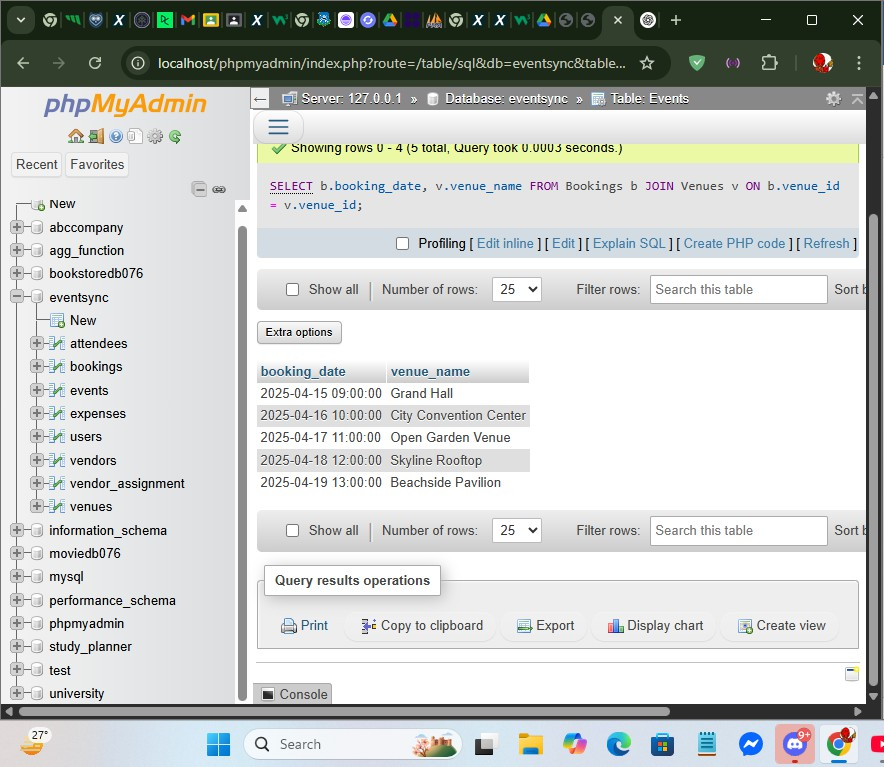 localhost/phpmyadmin/index.php?route=/table/sql&db=eventsync&table...
phpMyAdmin
Recent
Favorites
New
abccompany
agg_function
bookstoredb076
eventsync
New
attendees
bookings
events
expenses
users
vendors
vendor_assignment
venues
information_schema
moviedb076
mysql
performance_schema
phpmyadmin
study_planner
test
university
Server: 127.0.0.1 » Database: eventsync » Table: Events
Showing rows 0 - 4 (5 total, Query took 0.0003 seconds.)
SELECT b.booking_date, v.venue_name FROM Bookings b JOIN Venues v ON b.venue_id
= v.venue_id;
Profiling [ Edit inline ] [ Edit ] [ Explain SQL ] [ Create PHP code ] [ Refresh ]
Show all | Number of rows: 25 Filter rows: Search this table Sort b
Extra options
booking_date venue_name
2025-04-15 09:00:00 Grand Hall
2025-04-16 10:00:00 City Convention Center
2025-04-17 11:00:00 Open Garden Venue
2025-04-18 12:00:00 Skyline Rooftop
2025-04-19 13:00:00 Beachside Pavilion
Show all | Number of rows: 25 Filter rows: Search this table Sort b
Query results operations
Print Copy to clipboard Export Display chart Create view
Console
27°
Search
9+